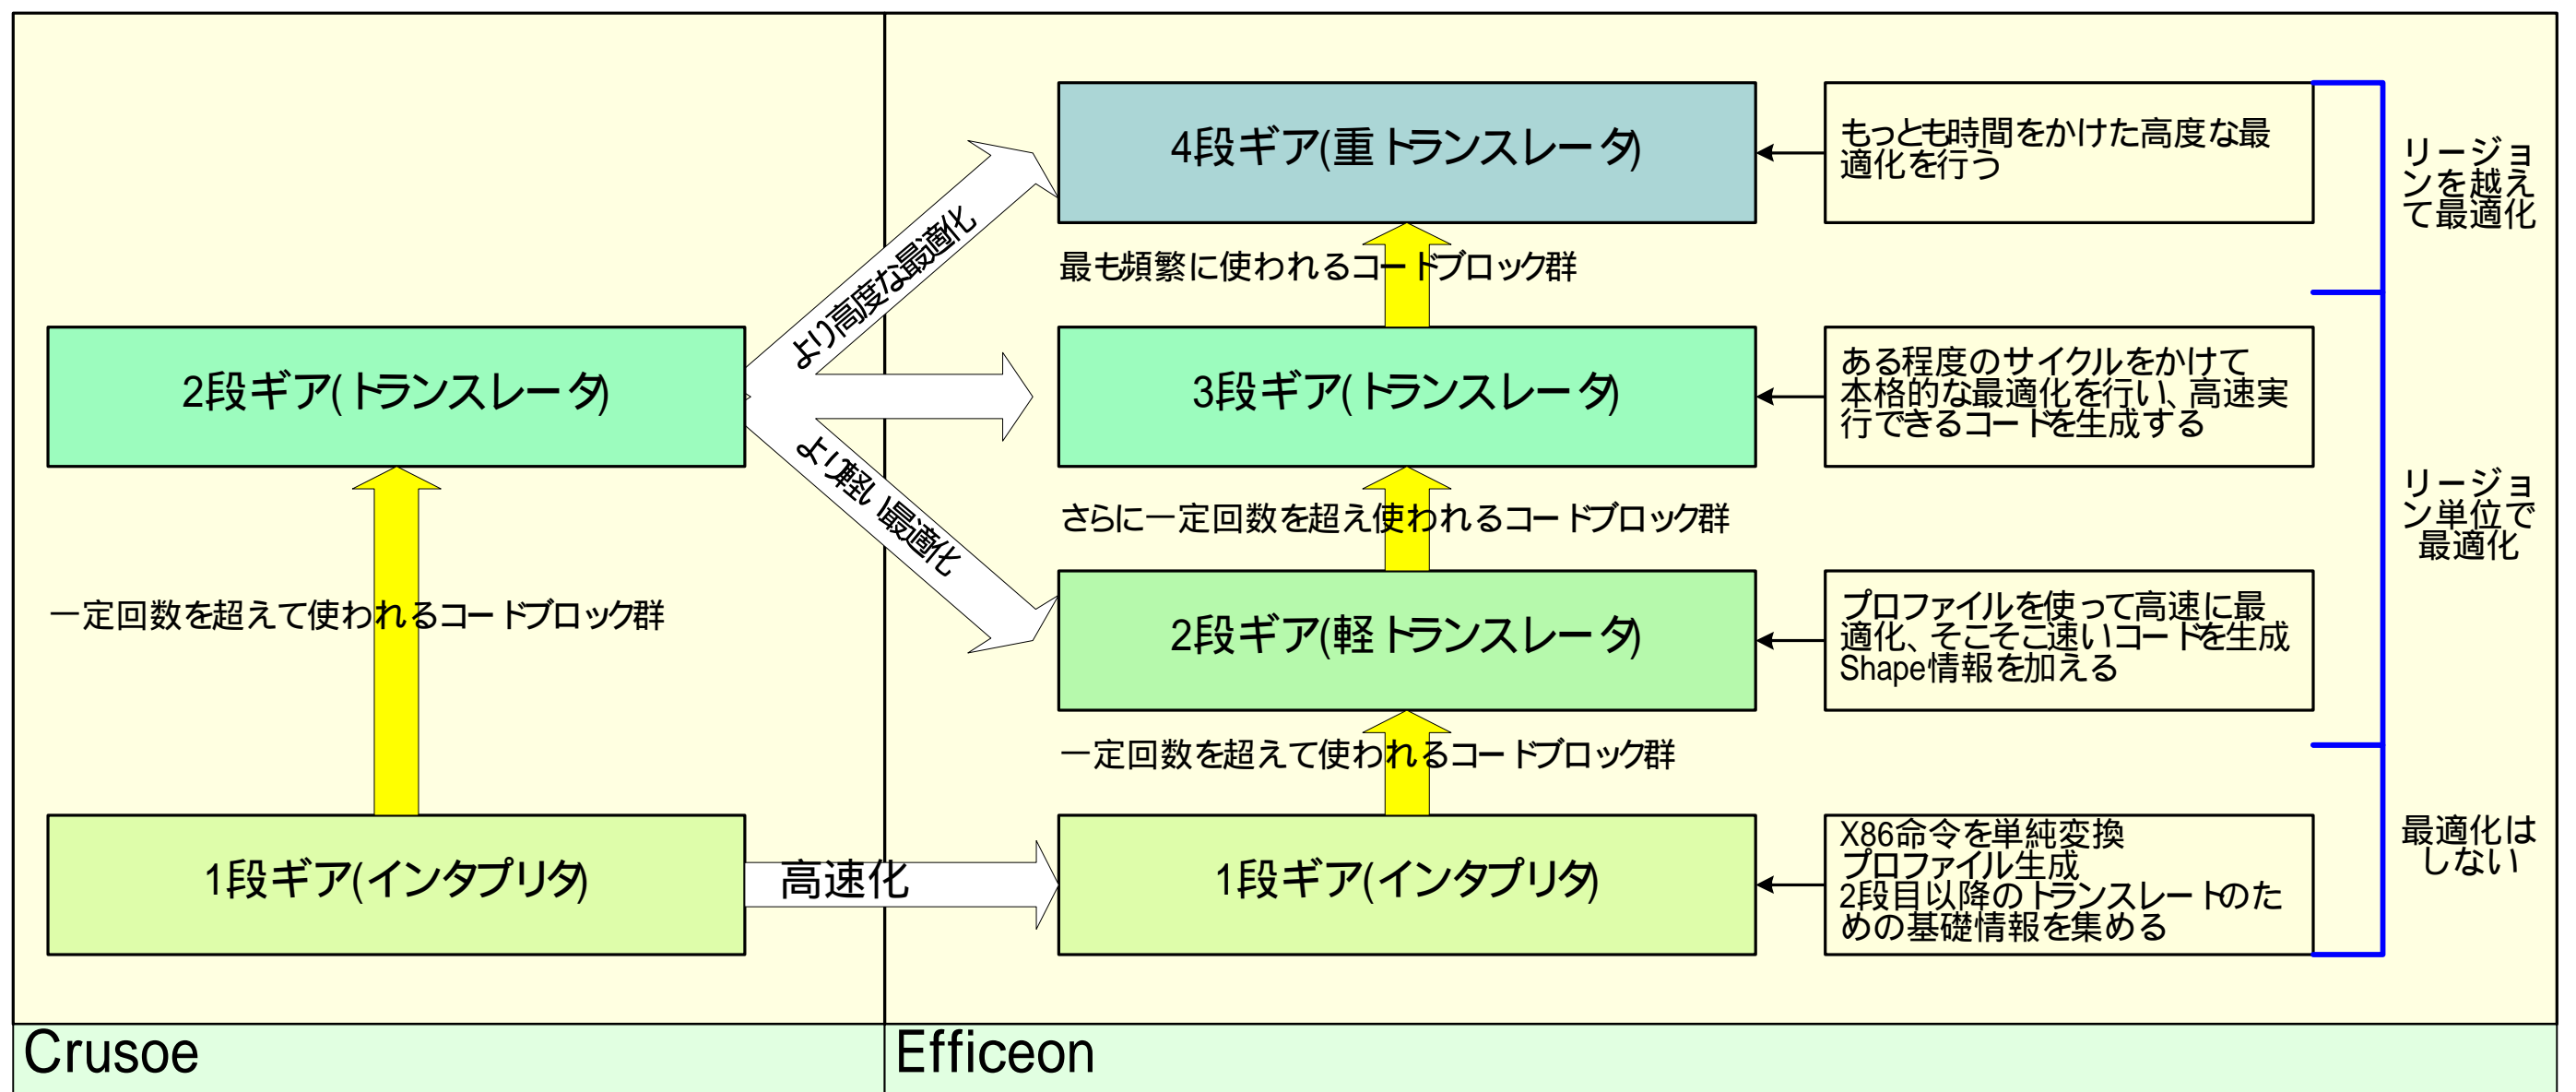 4段ギア(重トランスレータ)
もっとも時間をかけた高度な最
適化を行う
リージョ
ンを越え
て最適化
より高度な最適化
最も頻繁に使われるコードブロック群
2段ギア(トランスレータ)
3段ギア(トランスレータ)
ある程度のサイクルをかけて
本格的な最適化を行い、高速実
行できるコードを生成する
より軽い最適化
さらに一定回数を超え使われるコードブロック群
リージョ
ン単位で
最適化
一定回数を超えて使われるコードブロック群
2段ギア(軽トランスレータ)
プロファイルを使って高速に最
適化、そこそこ速いコードを生成
Shape情報を加える
一定回数を超えて使われるコードブロック群
1段ギア(インタプリタ)
高速化
1段ギア(インタプリタ)
X86命令を単純変換
プロファイル生成
2段目以降のトランスレートのた
めの基礎情報を集める
最適化は
しない
Crusoe
Efficeon